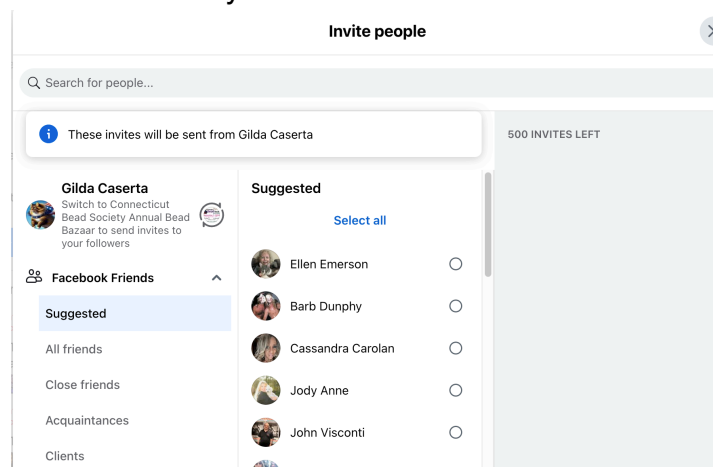 Invite people
Search for people...
These invites will be sent from Gilda Caserta
500 INVITES LEFT
Gilda Caserta
Switch to Connecticut
Bead Society Annual Bead
Bazaar to send invites to
your followers
Facebook Friends
Suggested
All friends
Close friends
Acquaintances
Clients
Suggested
Select all
Ellen Emerson
Barb Dunphy
Cassandra Carolan
Jody Anne
John Visconti